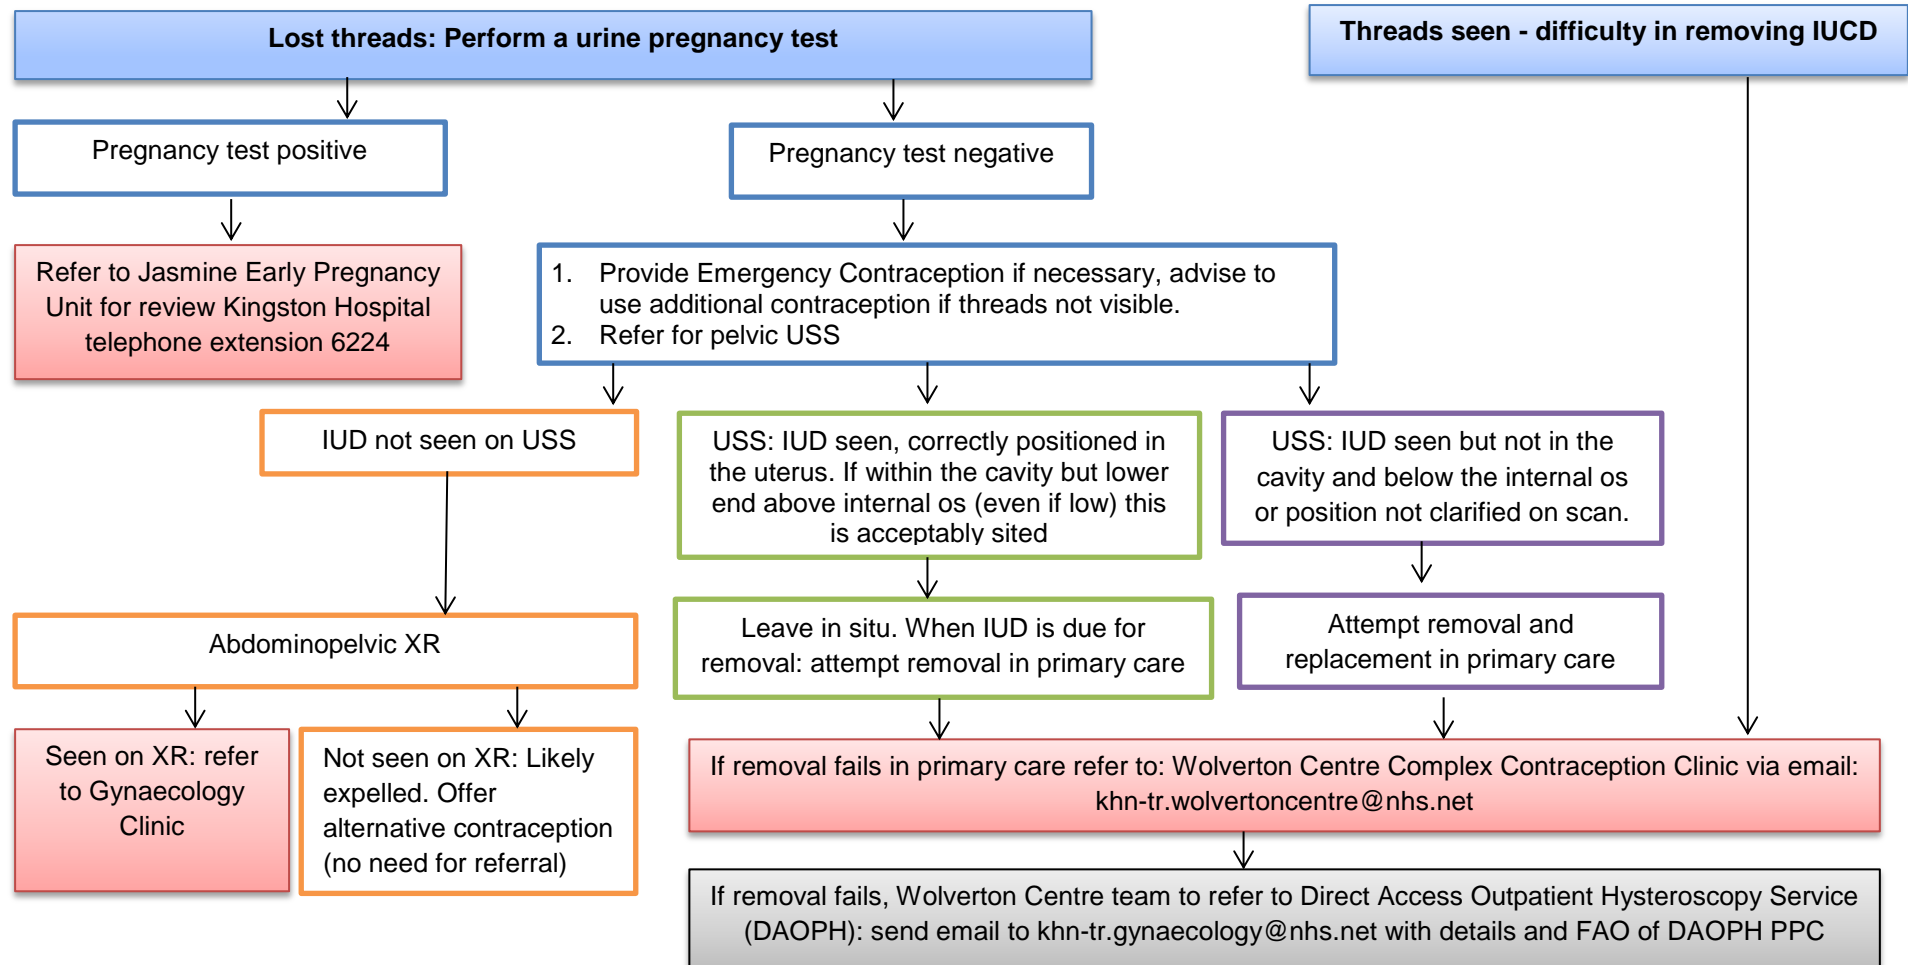 Lost threads: Perform a urine pregnancy test
Threads seen - difficulty in removing IUCD
Pregnancy test positive
Pregnancy test negative
Refer to Jasmine Early Pregnancy
Unit for review Kingston Hospital
telephone extension 6224
1. Provide Emergency Contraception if necessary, advise to
use additional contraception if threads not visible.
2. Refer for pelvic USS
IUD not seen on USS
USS: IUD seen, correctly positioned in
the uterus. If within the cavity but lower
end above internal os (even if low) this
is acceptably sited
USS: IUD seen but not in the
cavity and below the internal os
or position not clarified on scan.
Abdominopelvic XR
Leave in situ. When IUD is due for
removal: attempt removal in primary care
Attempt removal and
replacement in primary care
Seen on XR: refer
to Gynaecology
Clinic
Not seen on XR: Likely
expelled. Offer
alternative contraception
(no need for referral)
If removal fails in primary care refer to: Wolverton Centre Complex Contraception Clinic via email:
khn-tr.wolvertoncentre@nhs.net
If removal fails, Wolverton Centre team to refer to Direct Access Outpatient Hysteroscopy Service
(DAOPH): send email to khn-tr.gynaecology@nhs.net with details and FAO of DAOPH PPC